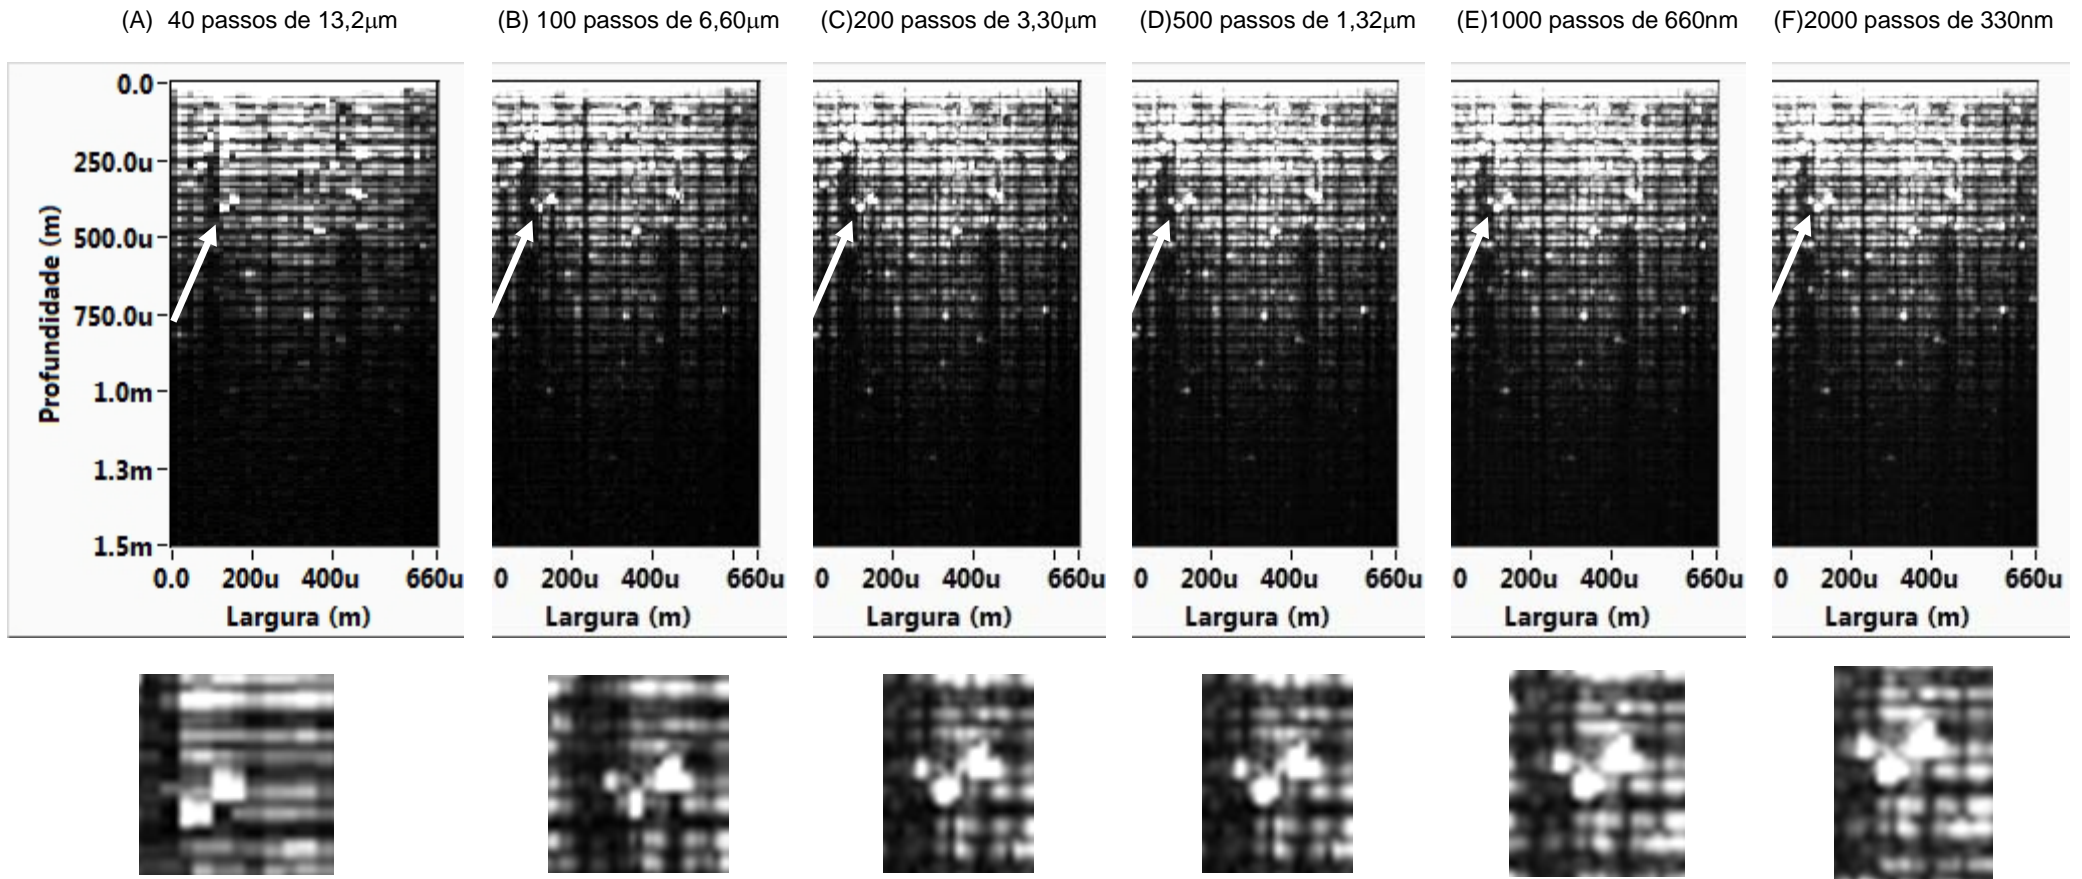 (A) 40 passos de 13,2μm
(B) 100 passos de 6,60μm
(C)200 passos de 3,30μm
(D)500 passos de 1,32μm
(E)1000 passos de 660nm
(F)2000 passos de 330nm
Profundidade (m)
0.0
250.0u
500.0u
750.0u
1.0m
1.3m
1.5m
0.0 200u 400u 660u
Largura (m)
0 200u 400u 660u
Largura (m)
0 200u 400u 660u
Largura (m)
0 200u 400u 660u
Largura (m)
0 200u 400u 660u
Largura (m)
0 200u 400u 660u
Largura (m)